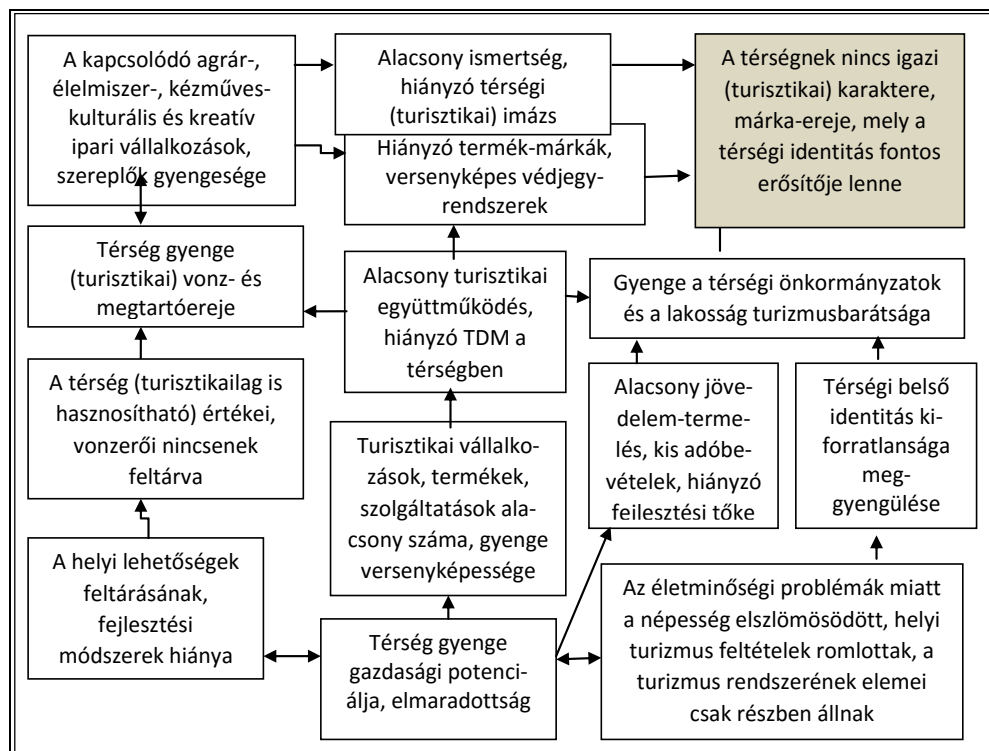 A kapcsolódó agrár-,
élelmiszer-, kézműves-
kulturális és kreatív
ipari vállalkozások,
szereplők gyengesége
Alacsony ismertség,
hiányzó térségi
(turisztikai) imázs
A térségnek nincs igazi
(turisztikai) karaktere,
márka-ereje, mely a
térségi identitás fontos
erősítője lenne
Hiányzó termék-márkák,
versenyképes védjegy-
rendszerek
Térség gyenge
(turisztikai) vonz- és
megtartóereje
Alacsony turisztikai
együttműködés,
hiányzó TDM a
térségben
Gyenge a térségi önkormányzatok
és a lakosság turizmusbarátsága
A térség (turisztikailag is
hasznosítható) értékei,
vonzerői nincsenek
feltárva
Turisztikai vállalko-
zások, termékek,
szolgáltatások ala-
csony száma, gyenge
versenyképessége
Alacsony jöve-
delem-terme-
lés, kis adóbe-
vételek, hiányzó
fejlesztési tőke
Térségi belső
identitás ki-
forratlansága
meg-
gyengülése
A helyi lehetőségek
feltárásának,
fejlesztési
módszerek hiánya
Térség gyenge
gazdasági potenci-
álja, elmaradottság
Az életminőségi problémák miatt
a népesség elszlömösödött, helyi
turizmus feltételek romlottak, a
turizmus rendszerének elemei
csak részben állnak